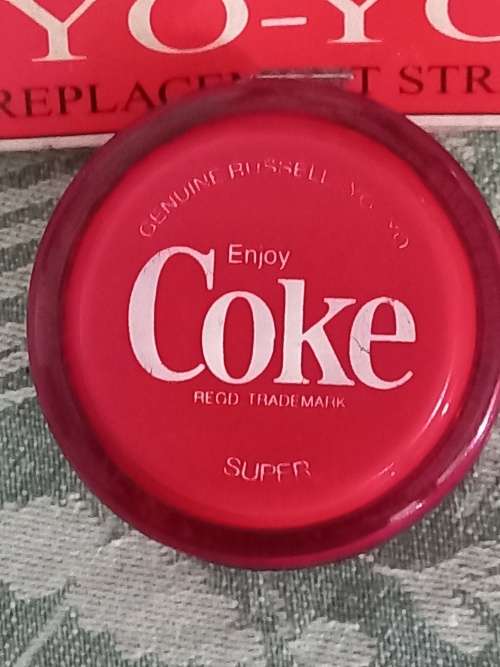 YO-YO
REPLACEMENT STR
GENUINE RUSSELL YO-YO
Enjoy
Coke
REGD TRADEMARK
SUPER